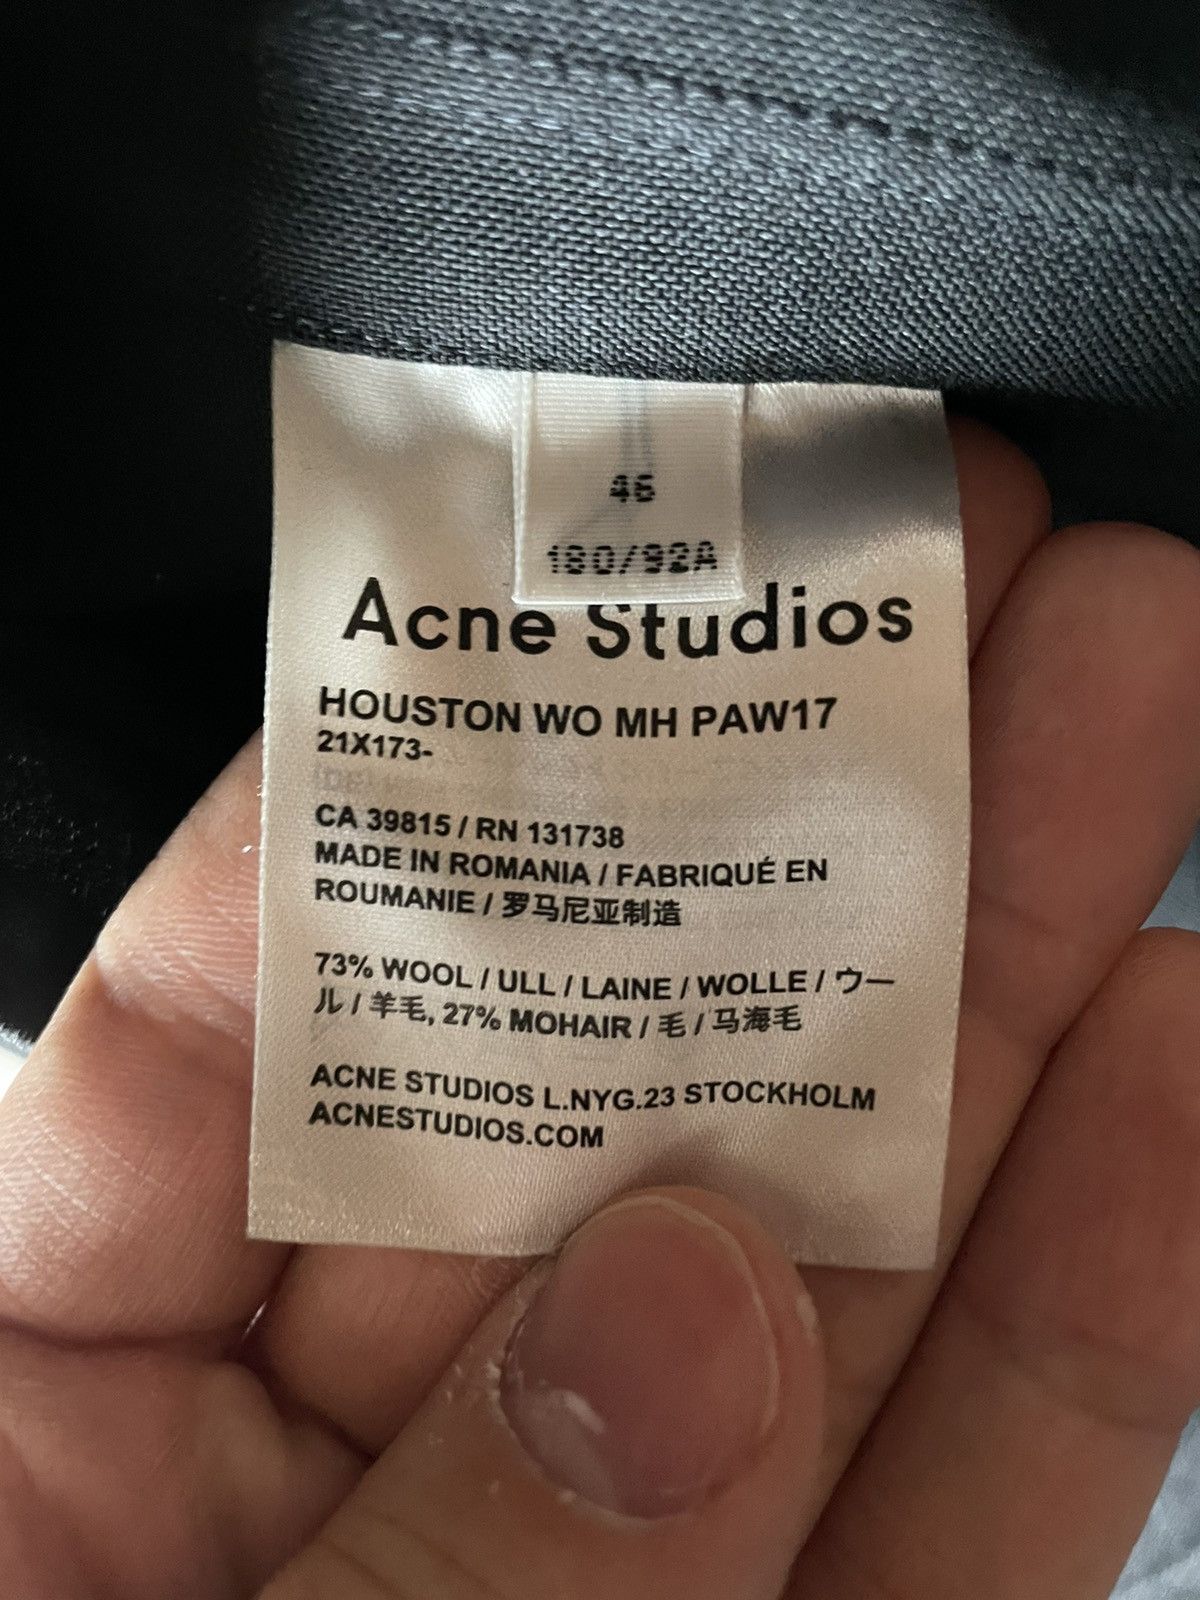 46
180/92A
Acne Studios
HOUSTON WO MH PAW17
21X173-
CA 39815 / RN 131738
MADE IN ROMANIA / FABRIQUÉ EN
ROUMANIE / 罗马尼亚制造
73% WOOL / ULL / LAINE / WOLLE / ウー
ル / 羊毛, 27% MOHAIR / 毛 / 马海毛
ACNE STUDIOS L.NYG.23 STOCKHOLM
ACNESTUDIOS.COM